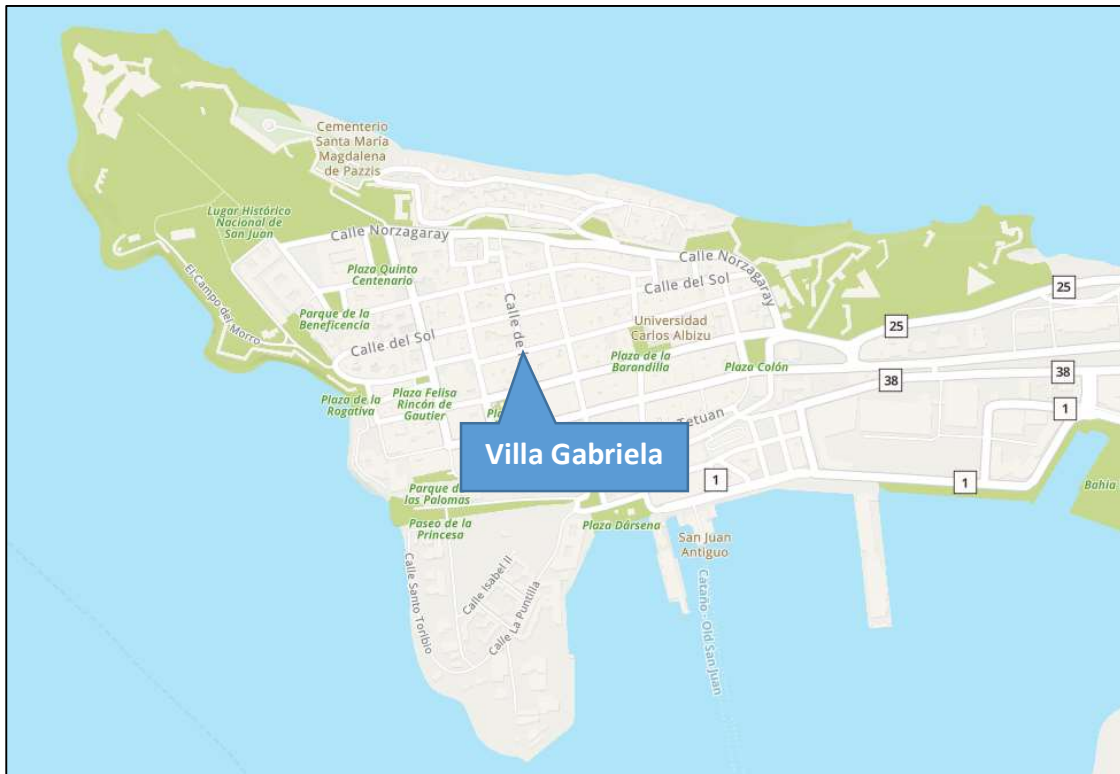 Cementerio
Santa María
Magdalena
de Pazzis
Lugar Histórico
Nacional de
San Juan
Calle Norzagaray
Plaza Quinto
Centenario
El Campo del Morro
Parque de la
Beneficencia
Calle del Sol
Calle de
Calle del Sol
Calle Norzagaray
Universidad
Carlos Albizu
Plaza de la
Barandilla
Plaza Colón
25
25
38
38
1
1
1
Plaza de la
Rogativa
Plaza Felisa
Rincón de
Gautier
Tetuan
Villa Gabriela
Parque de
las Palomas
Paseo de la
Princesa
Plaza Dársena
San Juan
Antiguo
Bahia
Calle Santo Toribio
Calle Isabel II
Calle La Puntilla
Cataño - Old San Juan